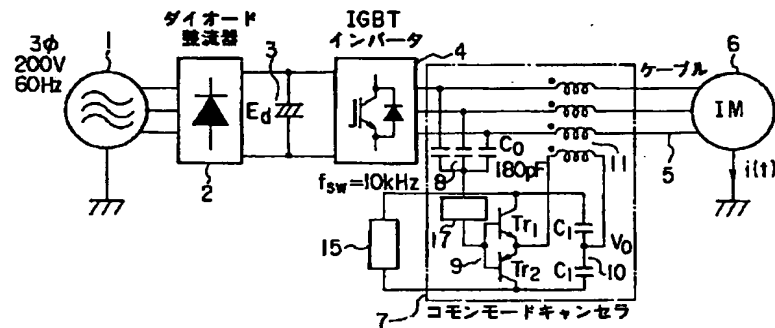 3φ
200V
60Hz
1
ダイオード
整流器
2
3
Ed
IGBT
インバータ
4
fsw=10kHz
C0
8
180pF
11
ケーブル
5
6
IM
i(t)
15
17
9
Tr1
Tr2
C1
C1
V0
10
7
コモンモードキャンセラ